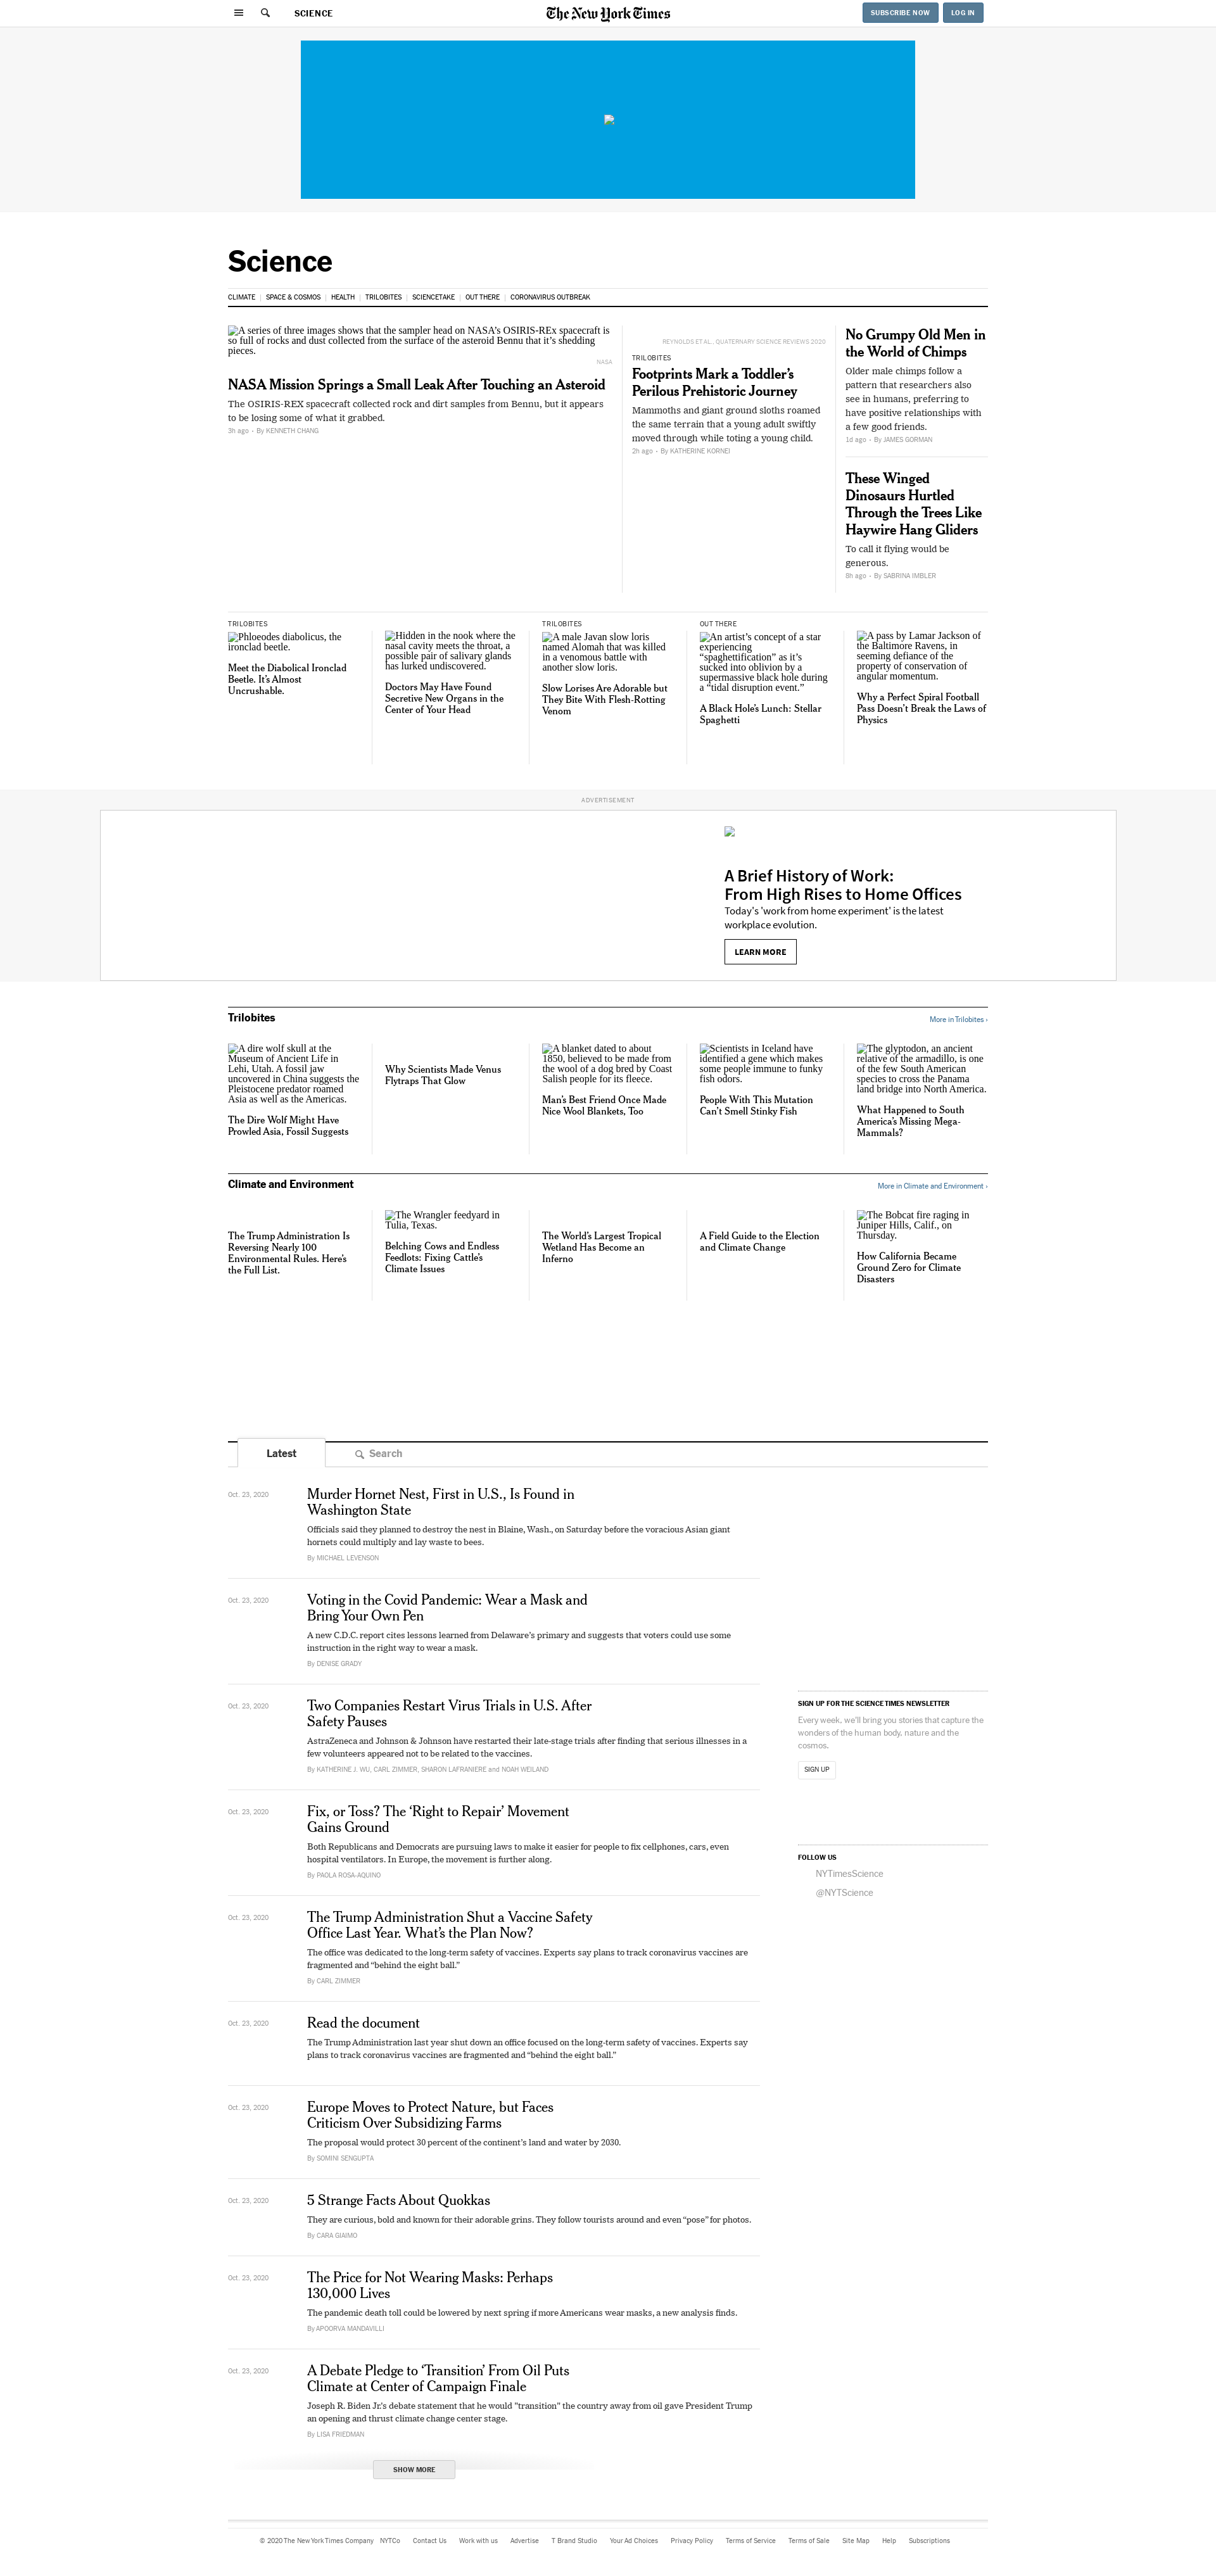 SCIENCE
The New York Times
SUBSCRIBE NOW
LOG IN
Science
CLIMATE
SPACE & COSMOS
HEALTH
TRILOBITES
SCIENCETAKE
OUT THERE
CORONAVIRUS OUTBREAK
A series of three images shows that the sampler head on NASA's OSIRIS-REx spacecraft is
so full of rocks and dust collected from the surface of the asteroid Bennu that it's shedding
pieces.
NASA
NASA Mission Springs a Small Leak After Touching an Asteroid
The OSIRIS-REX spacecraft collected rock and dirt samples from Bennu, but it appears
to be losing some of what it grabbed.
3h ago • By KENNETH CHANG
REYNOLDS ET AL., QUATERNARY SCIENCE REVIEWS 2020
TRILOBITES
Footprints Mark a Toddler's
Perilous Prehistoric Journey
Mammoths and giant ground sloths roamed
the same terrain that a young adult swiftly
moved through while toting a young child.
2h ago • By KATHERINE KORNEI
No Grumpy Old Men in
the World of Chimps
Older male chimps follow a
pattern that researchers also
see in humans, preferring to
have positive relationships with
a few good friends.
1d ago • By JAMES GORMAN
These Winged
Dinosaurs Hurtled
Through the Trees Like
Haywire Hang Gliders
To call it flying would be
generous.
8h ago • By SABRINA IMBLER
TRILOBITES
Phloeodes diabolicus, the
ironclad beetle.
Meet the Diabolical Ironclad
Beetle. It's Almost
Uncrushable.
Hidden in the nook where the
nasal cavity meets the throat, a
possible pair of salivary glands
has lurked undiscovered.
Doctors May Have Found
Secretive New Organs in the
Center of Your Head
TRILOBITES
A male Javan slow loris
named Alomah that was killed
in a venomous battle with
another slow loris.
Slow Lorises Are Adorable but
They Bite With Flesh-Rotting
Venom
OUT THERE
An artist's concept of a star
experiencing
“spaghettification” as it's
sucked into oblivion by a
supermassive black hole during
a “tidal disruption event.”
A Black Hole's Lunch: Stellar
Spaghetti
A pass by Lamar Jackson of
the Baltimore Ravens, in
seeming defiance of the
property of conservation of
angular momentum.
Why a Perfect Spiral Football
Pass Doesn't Break the Laws of
Physics
ADVERTISEMENT
A Brief History of Work:
From High Rises to Home Offices
Today's 'work from home experiment' is the latest
workplace evolution.
LEARN MORE
Trilobites
More in Trilobites ›
A dire wolf skull at the
Museum of Ancient Life in
Lehi, Utah. A fossil jaw
uncovered in China suggests the
Pleistocene predator roamed
Asia as well as the Americas.
The Dire Wolf Might Have
Prowled Asia, Fossil Suggests
Why Scientists Made Venus
Flytraps That Glow
A blanket dated to about
1850, believed to be made from
the wool of a dog bred by Coast
Salish people for its fleece.
Man's Best Friend Once Made
Nice Wool Blankets, Too
Scientists in Iceland have
identified a gene which makes
some people immune to funky
fish odors.
People With This Mutation
Can't Smell Stinky Fish
The glyptodon, an ancient
relative of the armadillo, is one
of the few South American
species to cross the Panama
land bridge into North America.
What Happened to South
America's Missing Mega-
Mammals?
Climate and Environment
More in Climate and Environment ›
The Trump Administration Is
Reversing Nearly 100
Environmental Rules. Here's
the Full List.
The Wrangler feedyard in
Tulia, Texas.
Belching Cows and Endless
Feedlots: Fixing Cattle's
Climate Issues
The World's Largest Tropical
Wetland Has Become an
Inferno
A Field Guide to the Election
and Climate Change
The Bobcat fire raging in
Juniper Hills, Calif., on
Thursday.
How California Became
Ground Zero for Climate
Disasters
Latest
Search
Oct. 23, 2020
Murder Hornet Nest, First in U.S., Is Found in
Washington State
Officials said they planned to destroy the nest in Blaine, Wash., on Saturday before the voracious Asian giant
hornets could multiply and lay waste to bees.
By MICHAEL LEVENSON
Oct. 23, 2020
Voting in the Covid Pandemic: Wear a Mask and
Bring Your Own Pen
A new C.D.C. report cites lessons learned from Delaware's primary and suggests that voters could use some
instruction in the right way to wear a mask.
By DENISE GRADY
Oct. 23, 2020
Two Companies Restart Virus Trials in U.S. After
Safety Pauses
AstraZeneca and Johnson & Johnson have restarted their late-stage trials after finding that serious illnesses in a
few volunteers appeared not to be related to the vaccines.
By KATHERINE J. WU, CARL ZIMMER, SHARON LAFRANIERE and NOAH WEILAND
Oct. 23, 2020
Fix, or Toss? The ‘Right to Repair’ Movement
Gains Ground
Both Republicans and Democrats are pursuing laws to make it easier for people to fix cellphones, cars, even
hospital ventilators. In Europe, the movement is further along.
By PAOLA ROSA-AQUINO
Oct. 23, 2020
The Trump Administration Shut a Vaccine Safety
Office Last Year. What's the Plan Now?
The office was dedicated to the long-term safety of vaccines. Experts say plans to track coronavirus vaccines are
fragmented and “behind the eight ball.”
By CARL ZIMMER
Oct. 23, 2020
Read the document
The Trump Administration last year shut down an office focused on the long-term safety of vaccines. Experts say
plans to track coronavirus vaccines are fragmented and “behind the eight ball.”
Oct. 23, 2020
Europe Moves to Protect Nature, but Faces
Criticism Over Subsidizing Farms
The proposal would protect 30 percent of the continent's land and water by 2030.
By SOMINI SENGUPTA
Oct. 23, 2020
5 Strange Facts About Quokkas
They are curious, bold and known for their adorable grins. They follow tourists around and even “pose” for photos.
By CARA GIAIMO
Oct. 23, 2020
The Price for Not Wearing Masks: Perhaps
130,000 Lives
The pandemic death toll could be lowered by next spring if more Americans wear masks, a new analysis finds.
By APOORVA MANDAVILLI
Oct. 23, 2020
A Debate Pledge to ‘Transition’ From Oil Puts
Climate at Center of Campaign Finale
Joseph R. Biden Jr.'s debate statement that he would "transition" the country away from oil gave President Trump
an opening and thrust climate change center stage.
By LISA FRIEDMAN
SHOW MORE
SIGN UP FOR THE SCIENCE TIMES NEWSLETTER
Every week, we'll bring you stories that capture the
wonders of the human body, nature and the
cosmos.
SIGN UP
FOLLOW US
NYTimesScience
@NYTScience
© 2020 The New York Times Company
NYTCo
Contact Us
Work with us
Advertise
T Brand Studio
Your Ad Choices
Privacy Policy
Terms of Service
Terms of Sale
Site Map
Help
Subscriptions